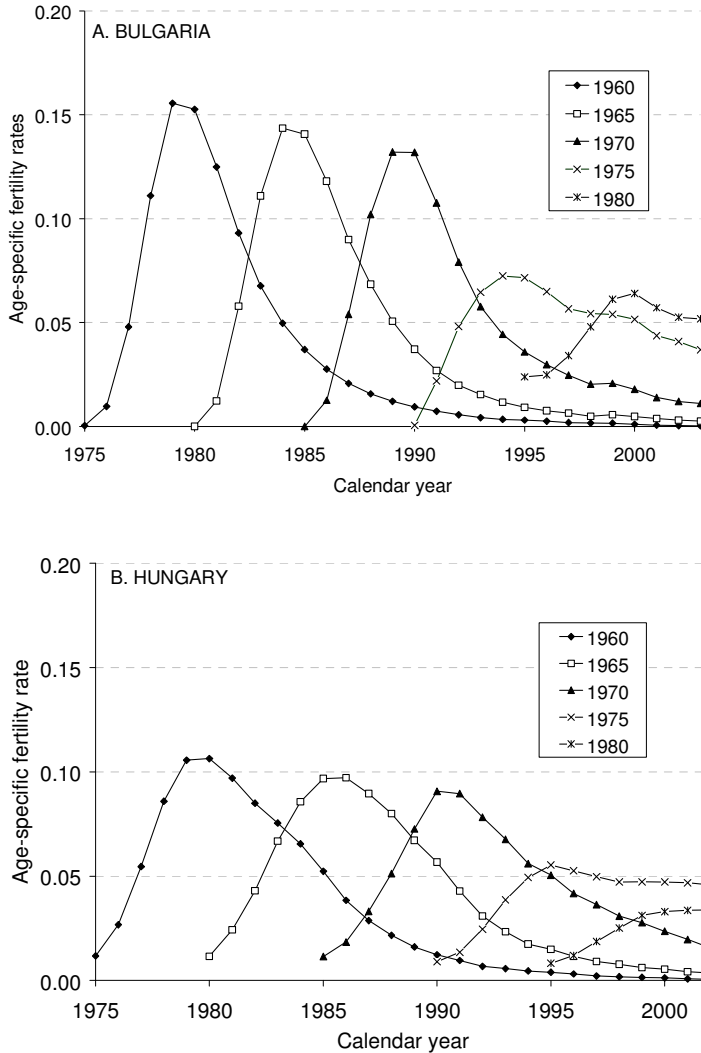 A. BULGARIA
0.20
0.15
0.10
0.05
0.00
Age-specific fertility rates
1960
1965
1970
1975
1980
1975 1980 1985 1990 1995 2000
Calendar year
B. HUNGARY
0.20
0.15
0.10
0.05
0.00
Age-specific fertility rate
1960
1965
1970
1975
1980
1975 1980 1985 1990 1995 2000
Calendar year